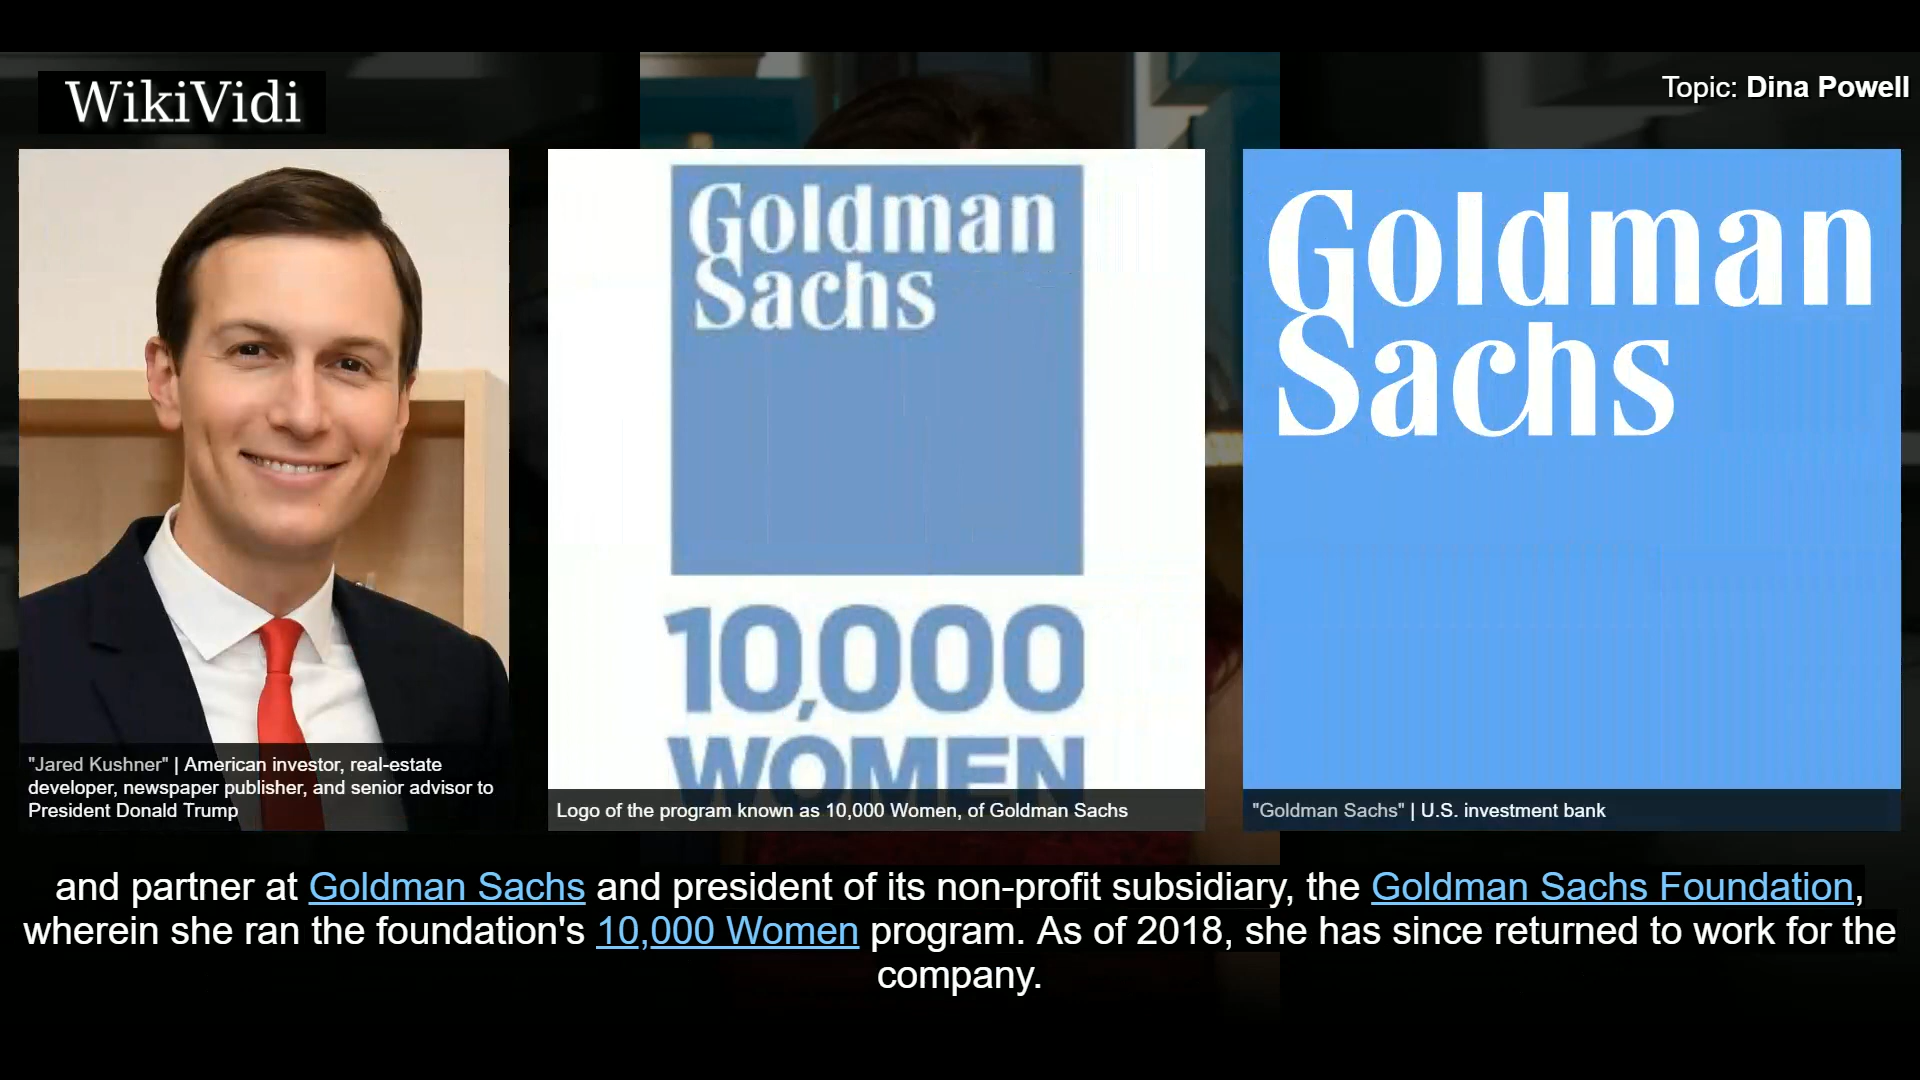 WikiVidi
Topic: Dina Powell
"Jared Kushner" | American investor, real-estate
developer, newspaper publisher, and senior advisor to
President Donald Trump
Goldman
Sachs
10,000
WOMEN
Logo of the program known as 10,000 Women, of Goldman Sachs
Goldman
Sachs
"Goldman Sachs" | U.S. investment bank
and partner at Goldman Sachs and president of its non-profit subsidiary, the Goldman Sachs Foundation,
wherein she ran the foundation's 10,000 Women program. As of 2018, she has since returned to work for the
company.